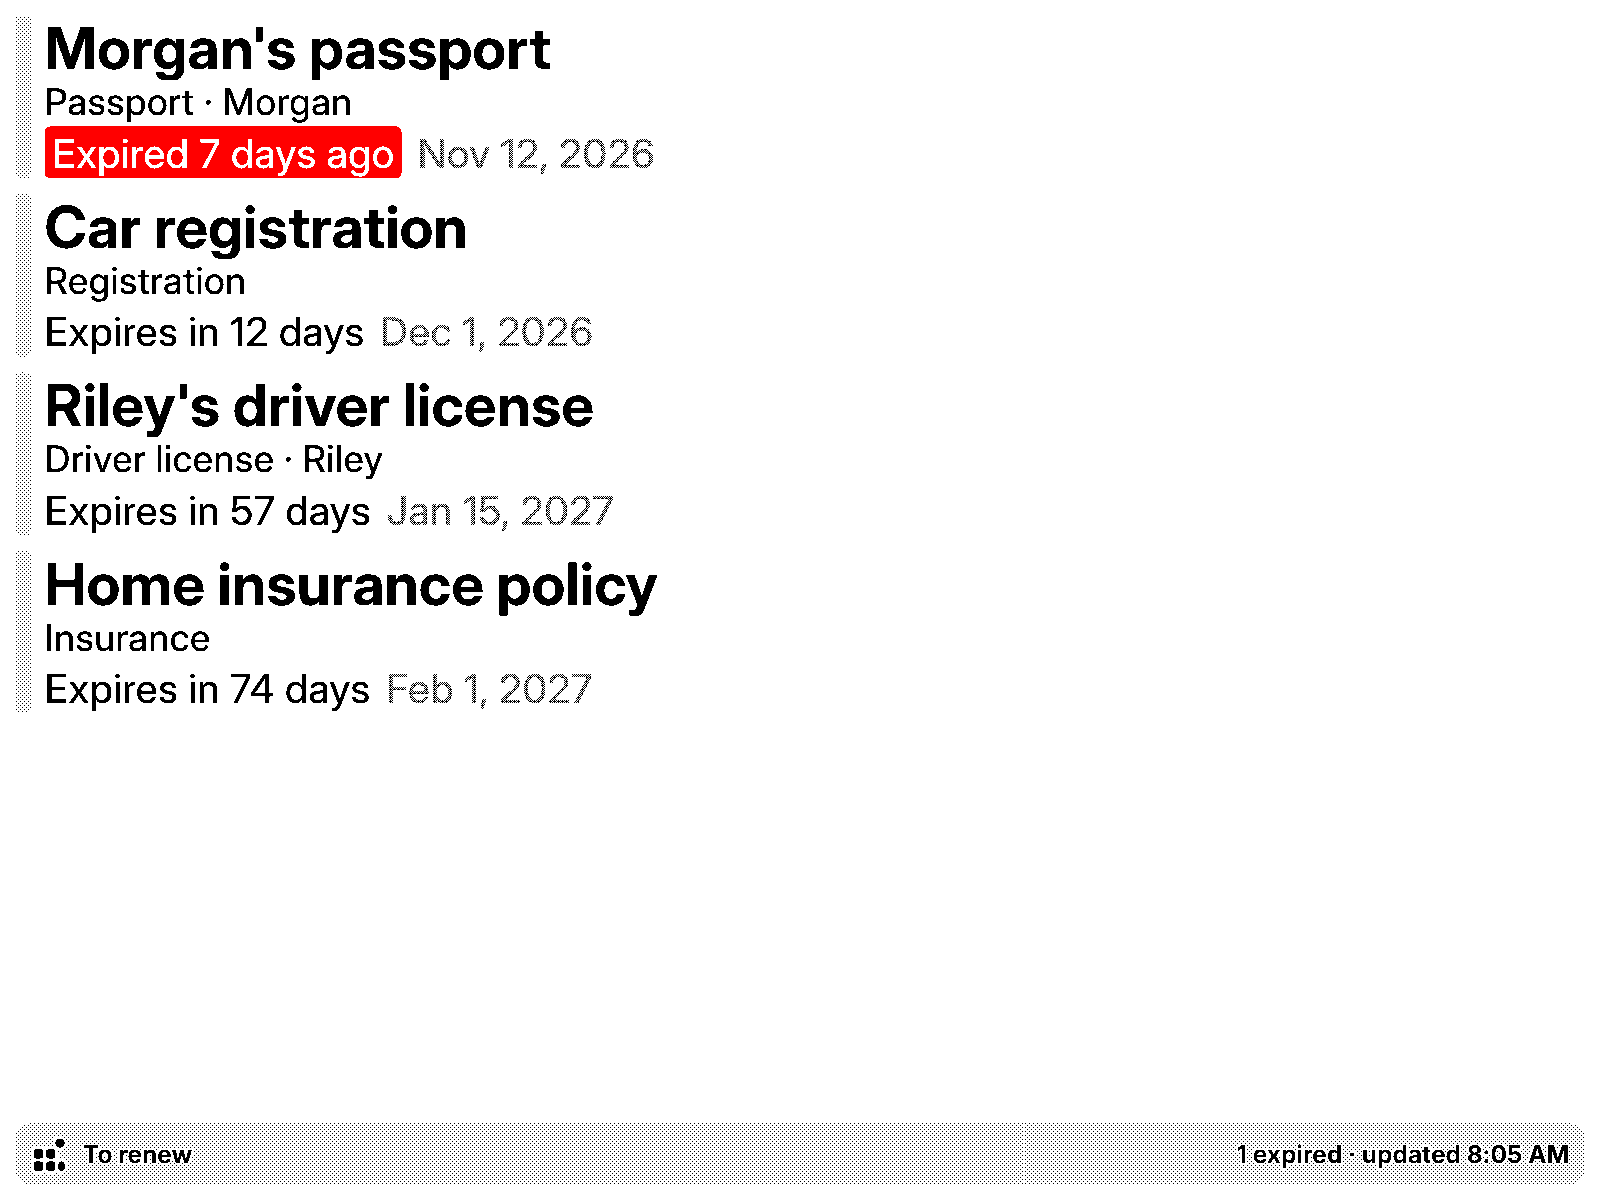 Morgan's passport
Passport · Morgan
Expired 7 days ago Nov 12, 2026
Car registration
Registration
Expires in 12 days Dec 1, 2026
Riley's driver license
Driver license · Riley
Expires in 57 days Jan 15, 2027
Home insurance policy
Insurance
Expires in 74 days Feb 1, 2027
To renew
1 expired · updated 8:05 AM